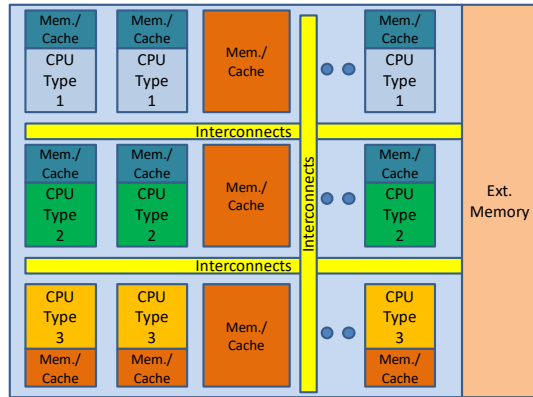 Mem./
Cache
CPU
Type
1
Mem./
Cache
CPU
Type
1
Mem./
Cache
Mem./
Cache
CPU
Type
1
Interconnects
Mem./
Cache
CPU
Type
2
Mem./
Cache
CPU
Type
2
Mem./
Cache
Interconnects
Mem./
Cache
CPU
Type
2
Ext.
Memory
Interconnects
CPU
Type
3
Mem./
Cache
CPU
Type
3
Mem./
Cache
Mem./
Cache
CPU
Type
3
Mem./
Cache